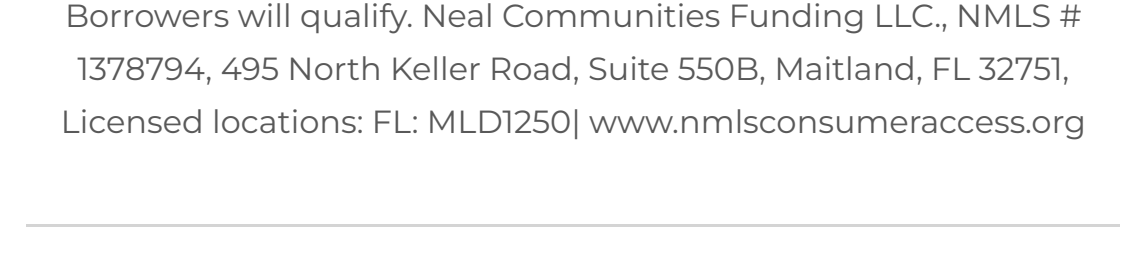 Borrowers will qualify. Neal Communities Funding LLC., NMLS #
1378794, 495 North Keller Road, Suite 550B, Maitland, FL 32751,
Licensed locations: FL: MLD1250| www.nmlsconsumeraccess.org